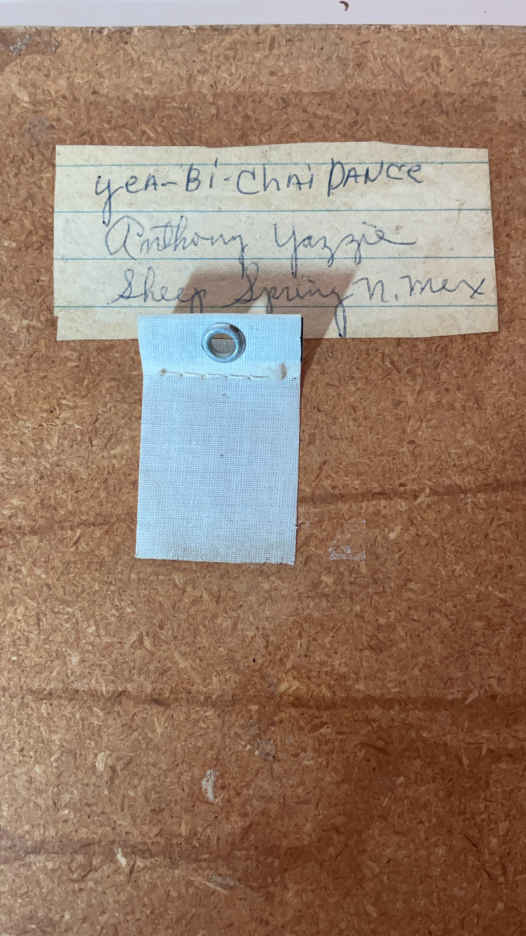 yeA-Bi-ChAi DANCe
Anthony Yazzie
Sheep Spring N. Mex